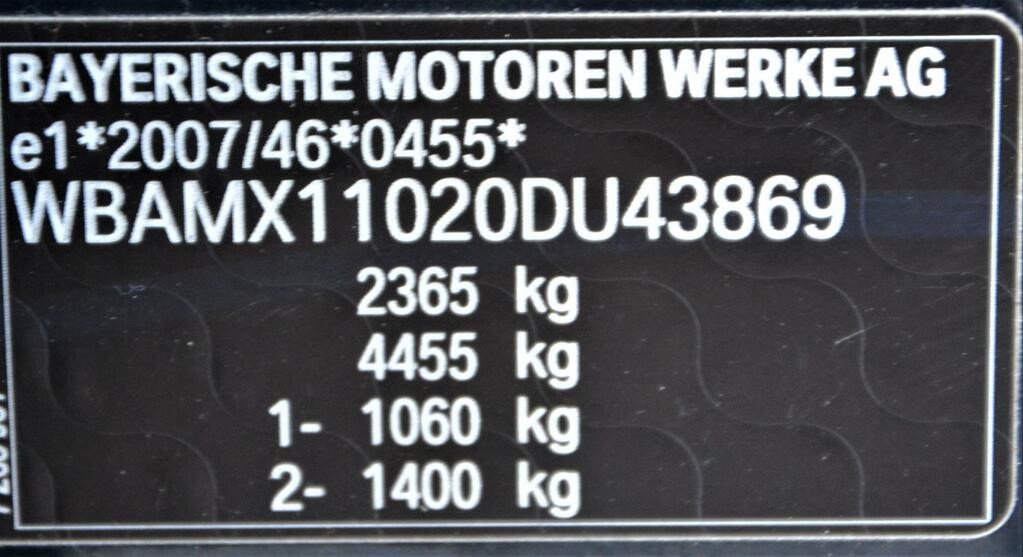 BAYERISCHE MOTOREN WERKE AG
e1*2007/46*0455*
WBAMX11020DU43869
2365 kg
4455 kg
1- 1060 kg
2- 1400 kg